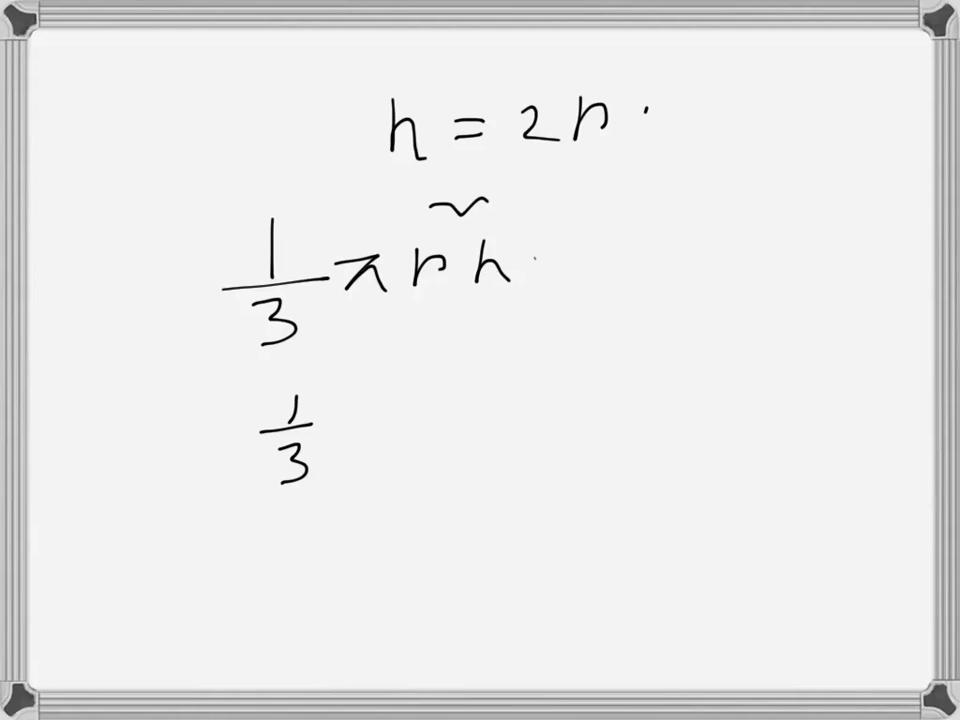 h = 2r.
1/3 πr²h
1/3